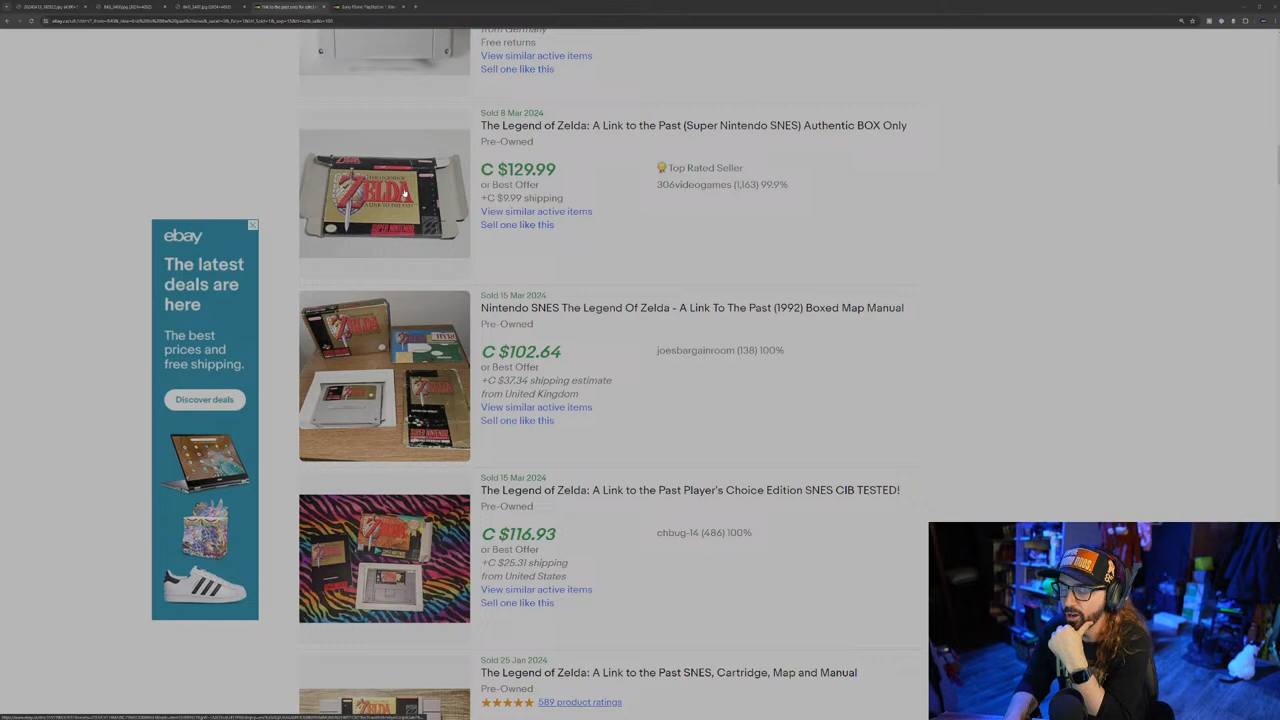 from Germany
Free returns
View similar active items
Sell one like this
Sold 8 Mar 2024
The Legend of Zelda: A Link to the Past (Super Nintendo SNES) Authentic BOX Only
Pre-Owned
C $129.99
or Best Offer
+C $9.99 shipping
View similar active items
Sell one like this
Top Rated Seller
306videogames (1,163) 99.9%
ZELDA
A LINK TO THE PAST
SUPER NINTENDO
ebay
The latest
deals are
here
The best
prices and
free shipping.
Discover deals
Sold 15 Mar 2024
Nintendo SNES The Legend Of Zelda - A Link To The Past (1992) Boxed Map Manual
Pre-Owned
C $102.64
or Best Offer
+C $37.34 shipping estimate
from United Kingdom
View similar active items
Sell one like this
joesbargainroom (138) 100%
Sold 15 Mar 2024
The Legend of Zelda: A Link to the Past Player's Choice Edition SNES CIB TESTED!
Pre-Owned
C $116.93
or Best Offer
+C $25.31 shipping
from United States
View similar active items
Sell one like this
chbug-14 (486) 100%
Sold 25 Jan 2024
The Legend of Zelda: A Link to the Past SNES, Cartridge, Map and Manual
Pre-Owned
589 product ratings